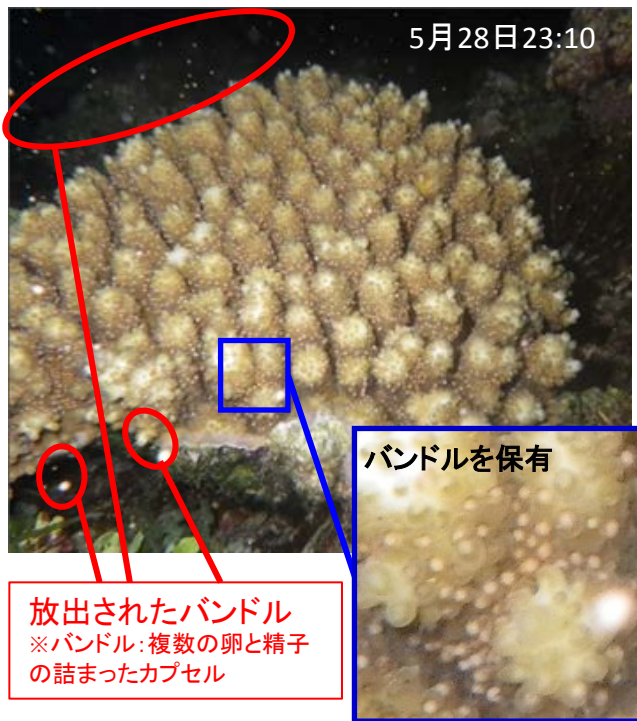 5月28日23:10
バンドルを保有
放出されたバンドル
※バンドル：複数の卵と精子
の詰まったカプセル